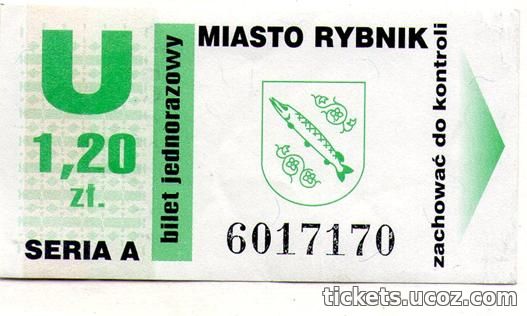 U
1,20
zł.
SERIA A
bilet jednorazowy
MIASTO RYBNIK
6017170
zachować do kontroli
tickets.ucoz.com